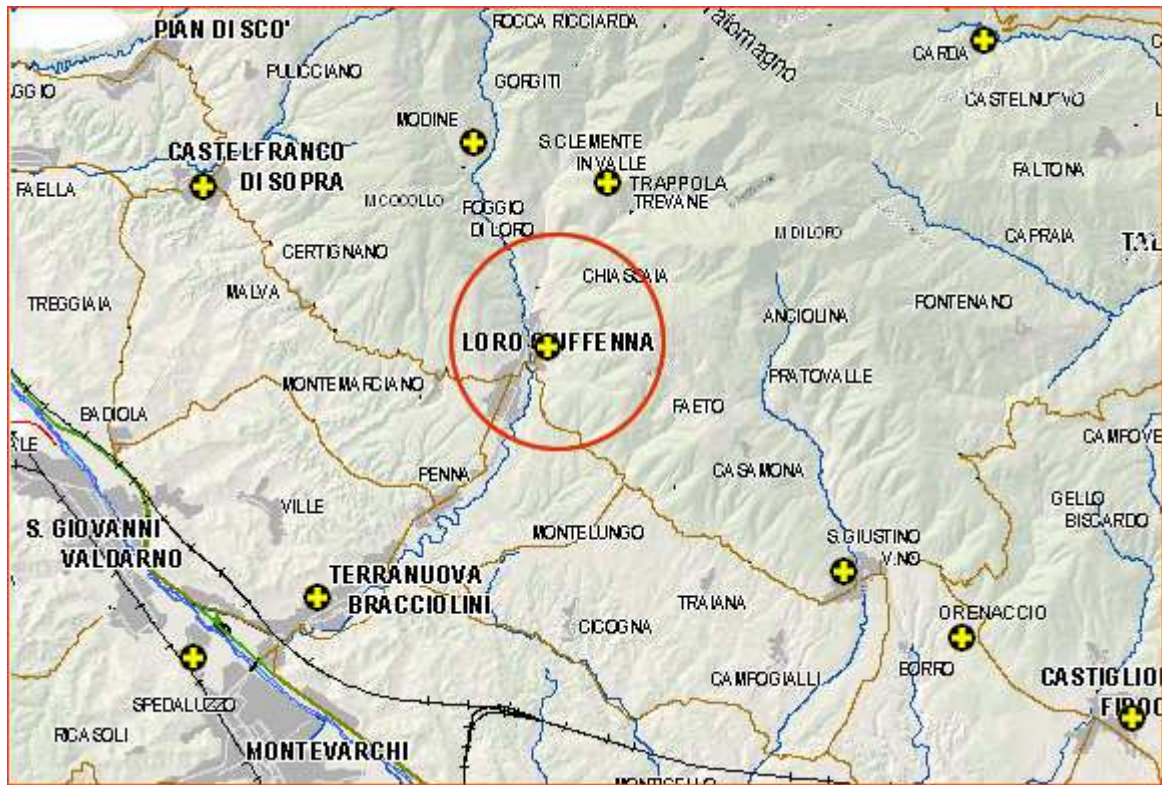 PIAN DI SCO'
ROCCA RICCIARDA
CARDA
PULICCIANO
GORGITI
CASTELNUOVO
MODINE
S.CLEMENTE
IN VALLE
CASTELFRANCO
DI SOPRA
FAELLA
TRAPPOLA
TREVANE
FALTONA
M.COCOLLO
POGGIO
DI LORO
M.DI LORO
CAPRAIA
CERTIGNANO
CHIASSAIA
MALVA
TREGGIAIA
ANCIOLINA
FONTENANO
LORO CIUFFENNA
MONTEMARCIANO
PRATOVALLE
BADIOLA
FAETO
PENNA
CASAMONA
VILLE
GELLO
BISCARDO
S. GIOVANNI
VALDARNO
MONTELUNGO
S.GIUSTINO
V.NO
TERRANUOVA
BRACCIOLINI
TRAIANA
ORENACCIO
CICOGNA
BORRO
CAMPOGIALLI
CASTIGLIO
SPEDALUZZO
RICASOLI
MONTEVARCHI